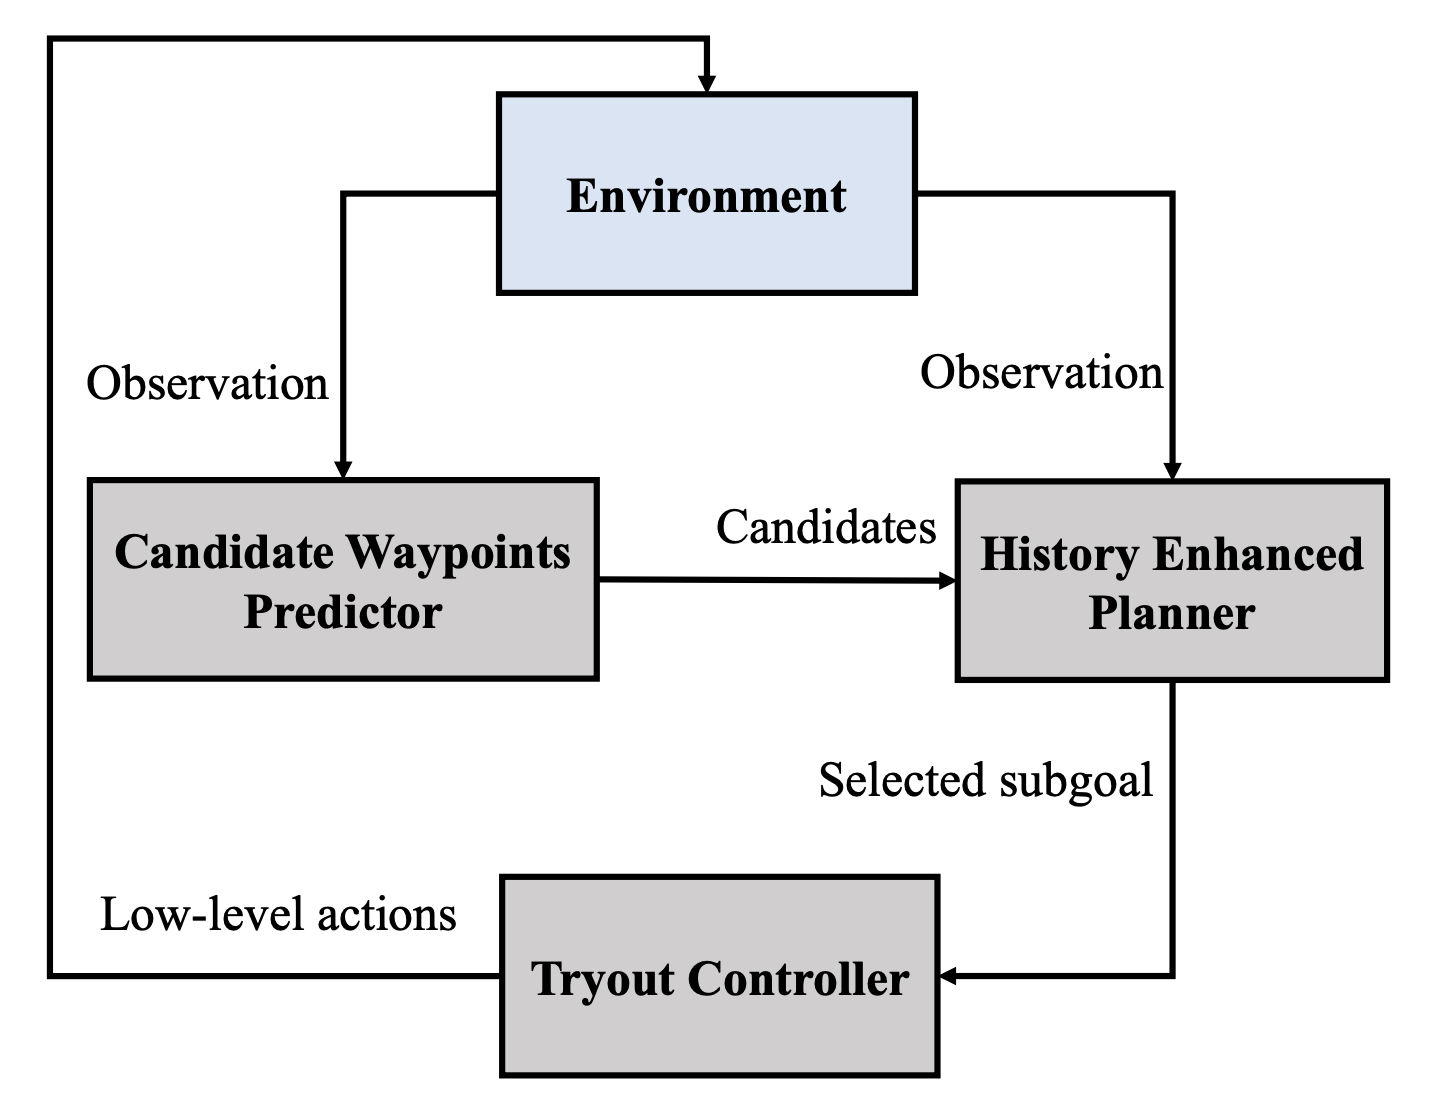 Environment
Observation
Observation
Candidate Waypoints
Predictor
Candidates
History Enhanced
Planner
Selected subgoal
Low-level actions
Tryout Controller